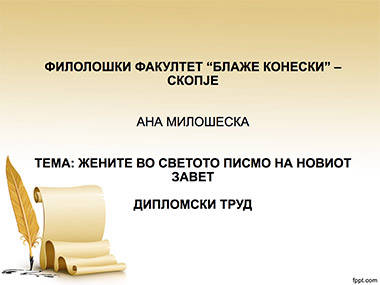 ФИЛОЛОШКИ ФАКУЛТЕТ “БЛАЖЕ КОНЕСКИ” –
СКОПЈЕ
АНА МИЛОШЕСКА
ТЕМА: ЖЕНИТЕ ВО СВЕТОТО ПИСМО НА НОВИОТ
ЗАВЕТ
ДИПЛОМСКИ ТРУД
fppt.com